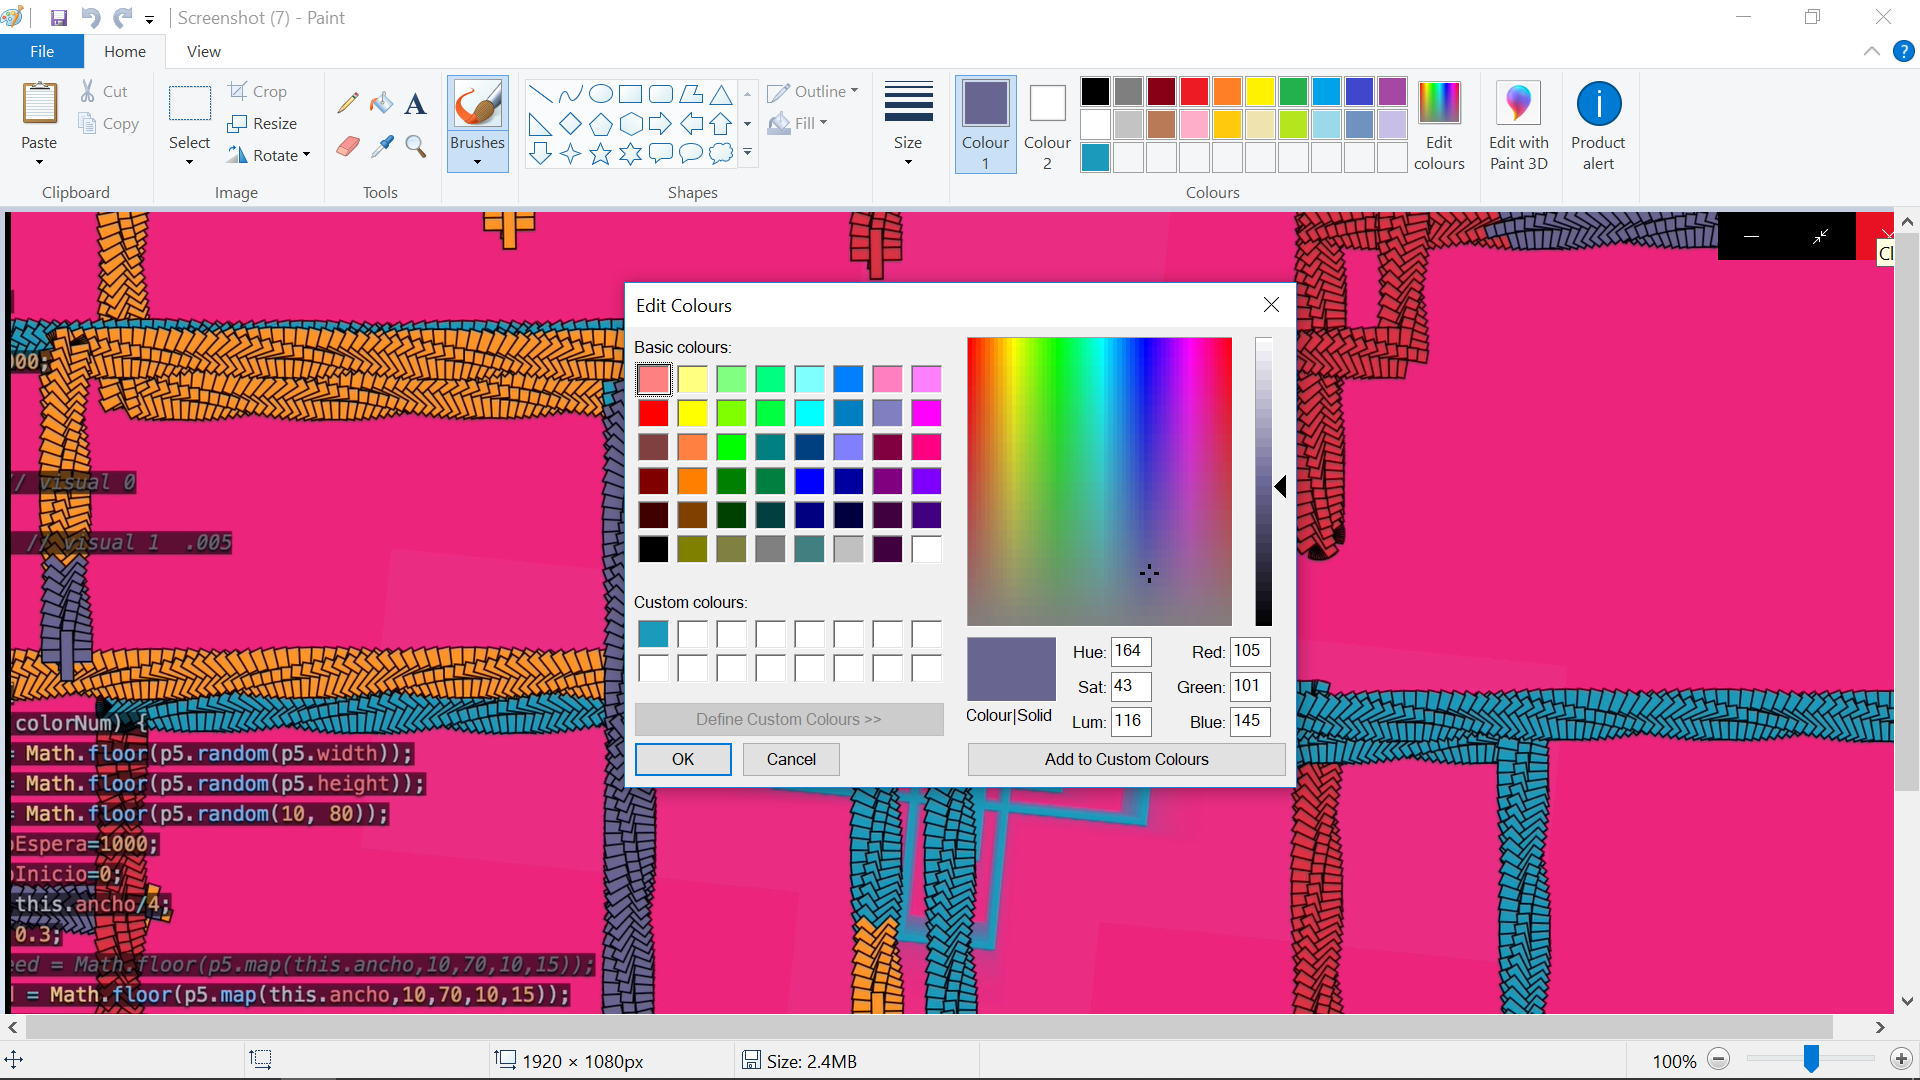 Screenshot (7) - Paint
File Home View
Paste
Cut
Copy
Clipboard
Select
Crop
Resize
Rotate
Image
Tools
Brushes
Shapes
Outline
Fill
Size
Colour 1
Colour 2
Colours
Edit colours
Edit with Paint 3D
Product alert
Cl
00;
// visual 0
// visual 1 .005
colorNum) {
= Math.floor(p5.random(p5.width));
= Math.floor(p5.random(p5.height));
= Math.floor(p5.random(10, 80));
Espera=1000;
Inicio=0;
this.ancho/4;
0.3;
eed = Math.floor(p5.map(this.ancho,10,70,10,15));
= Math.floor(p5.map(this.ancho,10,70,10,15));
Edit Colours
Basic colours:
Custom colours:
Define Custom Colours >>
OK Cancel
Colour|Solid
Hue: 164 Red: 105
Sat: 43 Green: 101
Lum: 116 Blue: 145
Add to Custom Colours
1920 × 1080px
Size: 2.4MB
100%